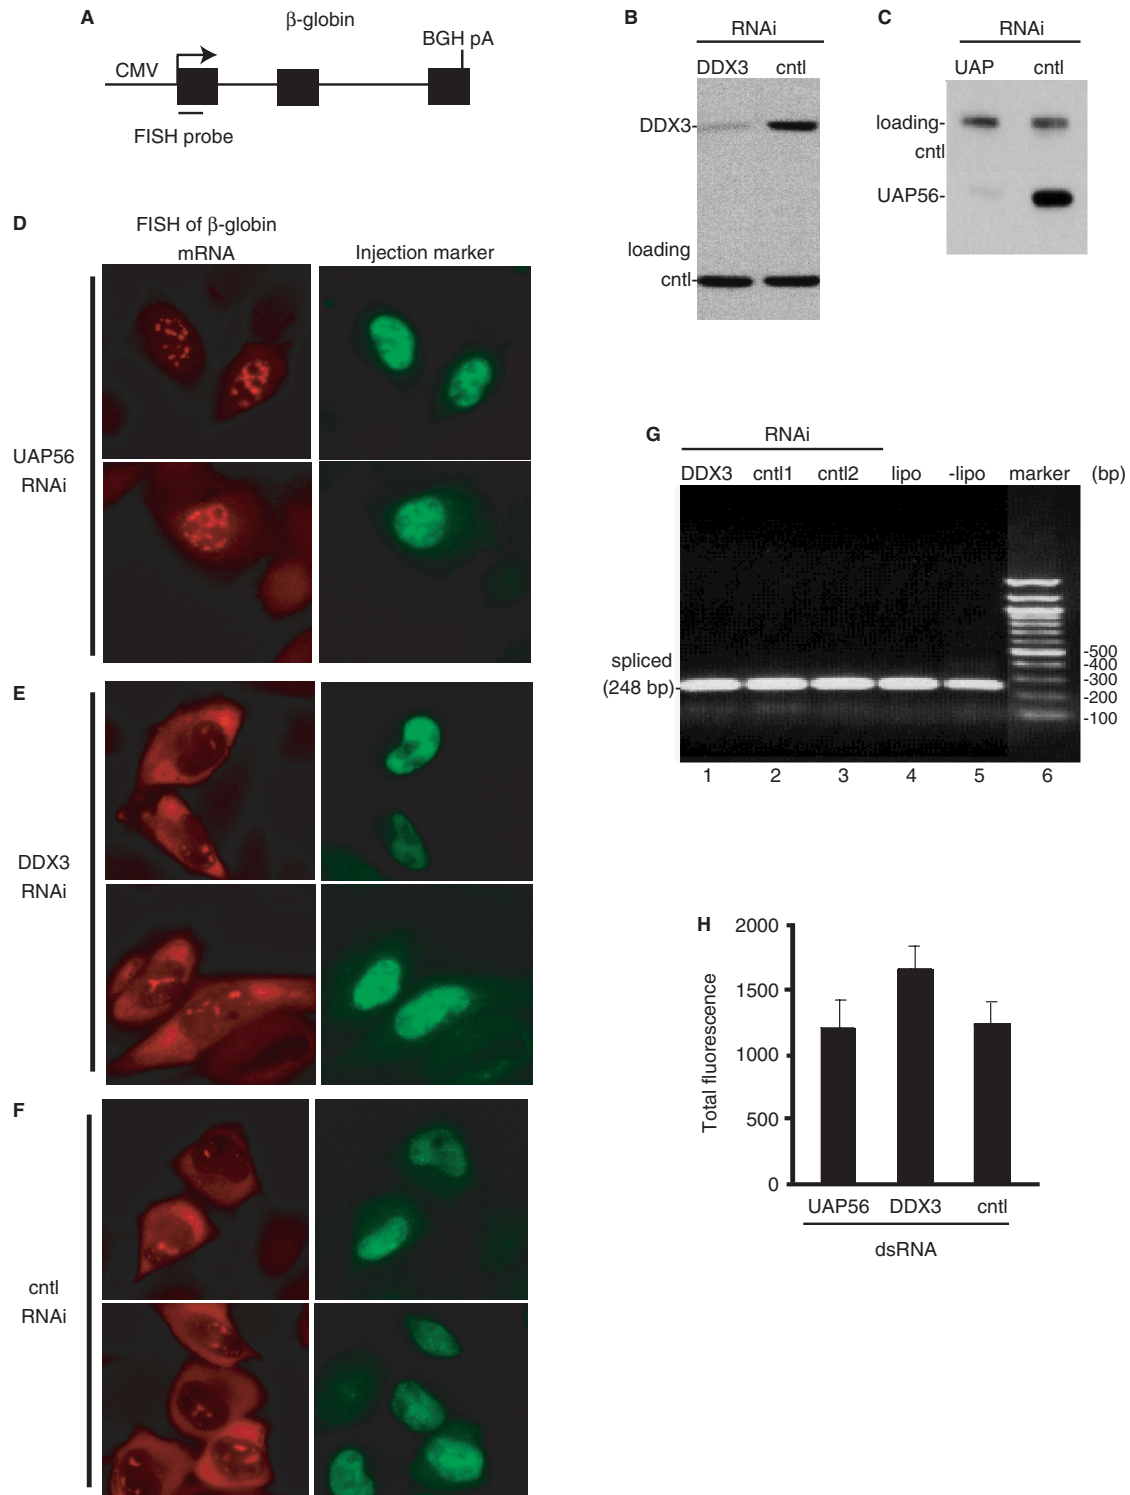 A
β-globin
BGH pA
CMV
FISH probe
B
RNAi
DDX3 cntl
DDX3-
loading
cntl-
C
RNAi
UAP cntl
loading-
cntl
UAP56-
D
FISH of β-globin
mRNA
Injection marker
UAP56
RNAi
E
DDX3
RNAi
F
cntl
RNAi
G
RNAi
DDX3 cntl1 cntl2 lipo -lipo marker (bp)
spliced
(248 bp)-
-500
-400
-300
-200
-100
1 2 3 4 5 6
H
Total fluorescence
2000
1500
1000
500
0
UAP56 DDX3 cntl
dsRNA